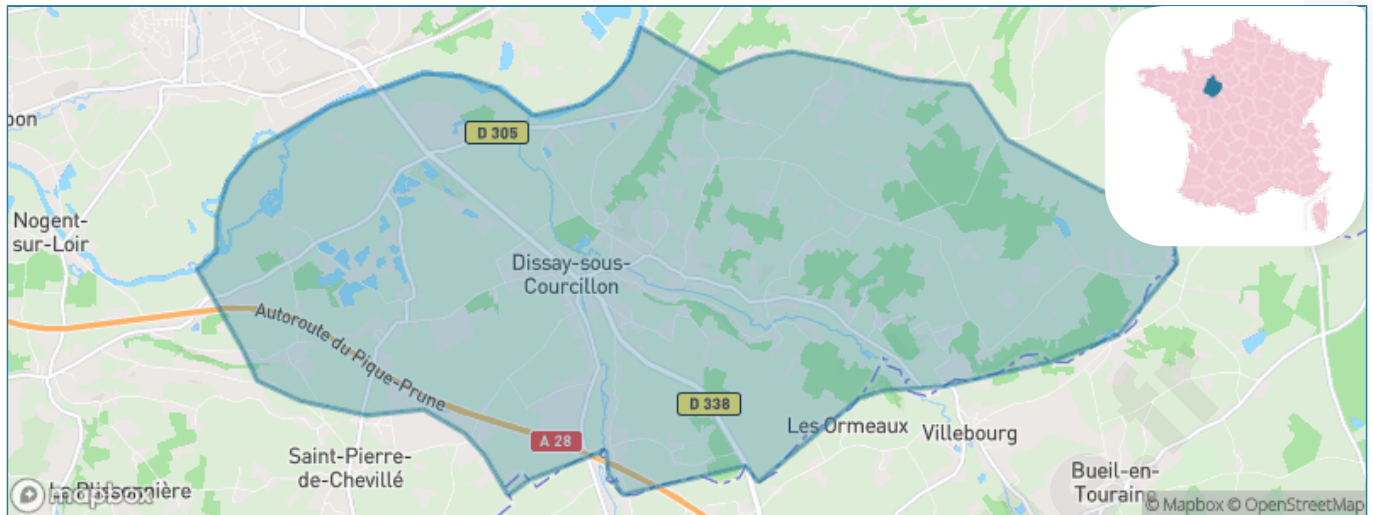 D 305
Nogent-
sur-Loir
Dissay-sous-
Courcillon
Autoroute du Pique-Prune
D 338
A 28
Les Ormeaux
Villebourg
Saint-Pierre-
de-Chevillé
Bueil-en-
Touraine
mapbox
© Mapbox © OpenStreetMap